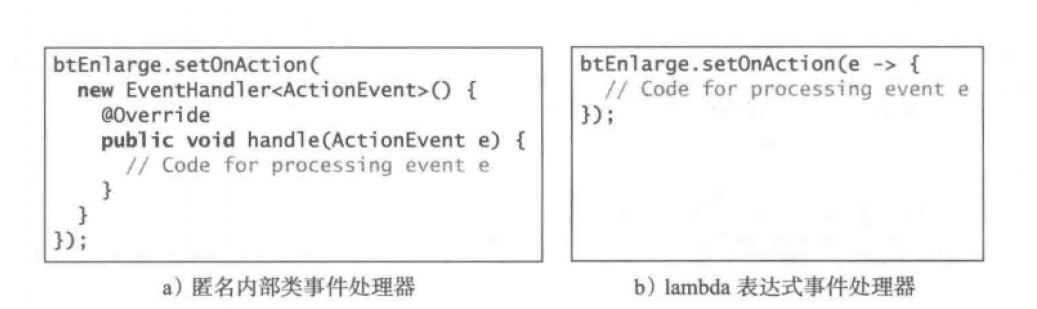 btEnlarge.setOnAction(
  new EventHandler<ActionEvent>() {
    @Override
    public void handle(ActionEvent e) {
      // Code for processing event e
    }
  }
});
a）匿名内部类事件处理器
btEnlarge.setOnAction(e -> {
  // Code for processing event e
});
b）lambda 表达式事件处理器